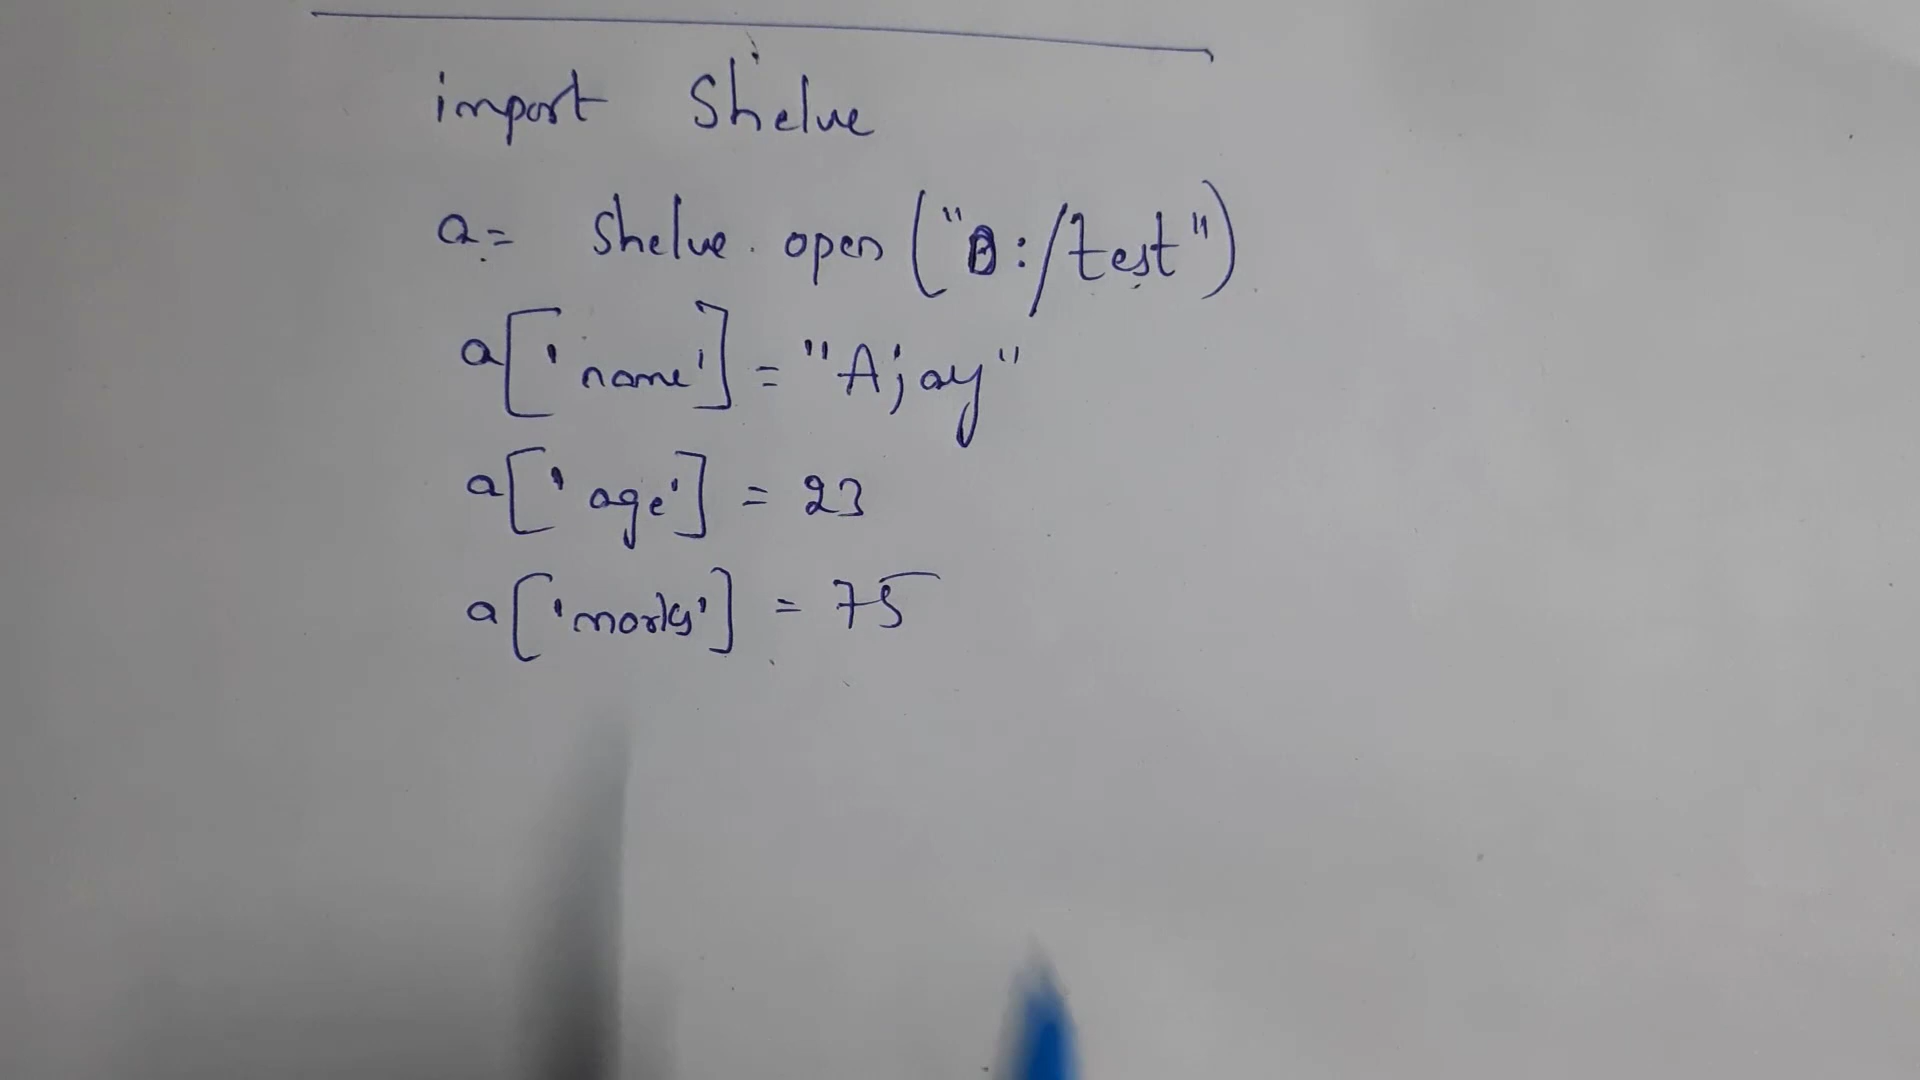 import Shelve
a= Shelve.open("D:/test")
a['name'] = "Ajay"
a['age'] = 23
a['marks'] = 75